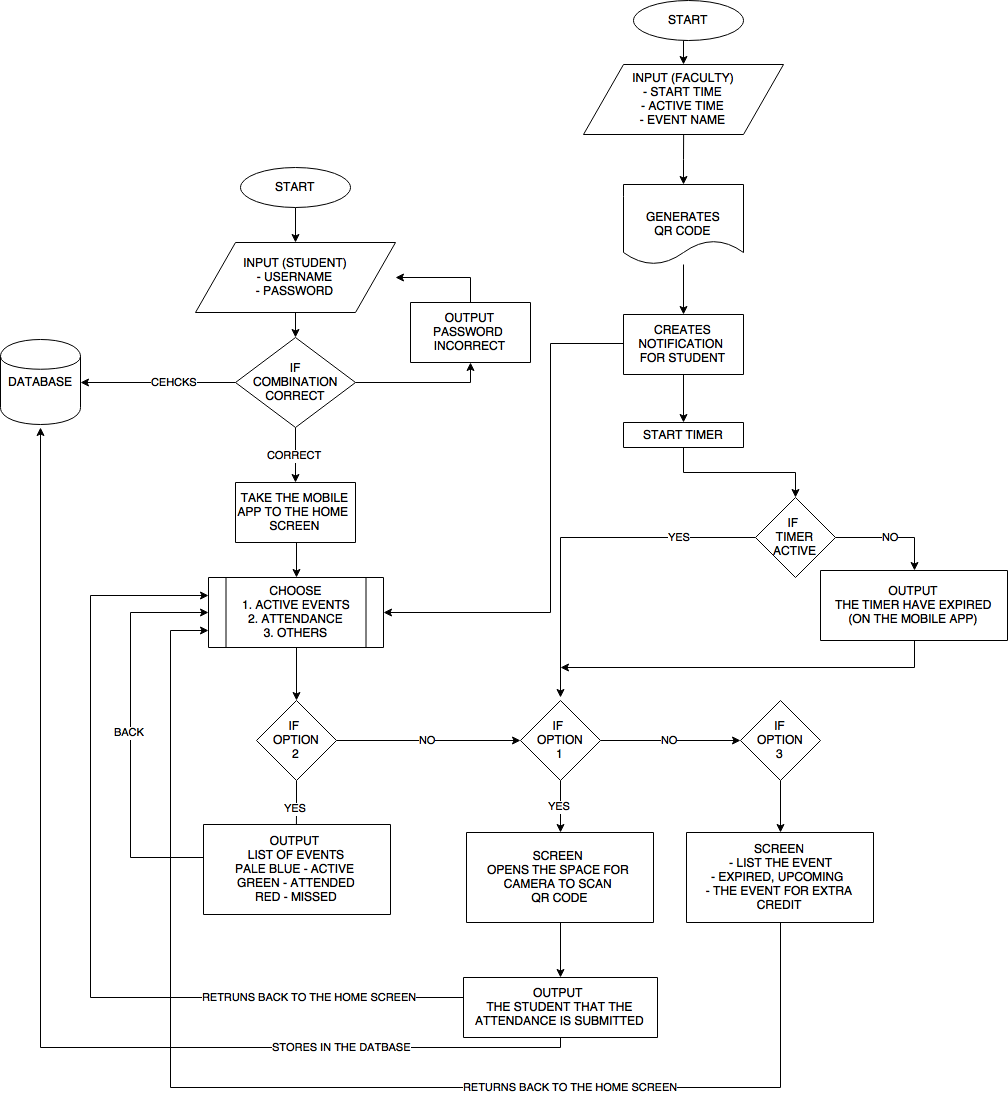 START
INPUT (FACULTY)
- START TIME
- ACTIVE TIME
- EVENT NAME
GENERATES
QR CODE
CREATES
NOTIFICATION
FOR STUDENT
START TIMER
IF
TIMER
ACTIVE
YES
NO
OUTPUT
THE TIMER HAVE EXPIRED
(ON THE MOBILE APP)
START
INPUT (STUDENT)
- USERNAME
- PASSWORD
OUTPUT
PASSWORD
INCORRECT
IF
COMBINATION
CORRECT
CEHCKS
DATABASE
CORRECT
TAKE THE MOBILE
APP TO THE HOME
SCREEN
CHOOSE
1. ACTIVE EVENTS
2. ATTENDANCE
3. OTHERS
BACK
IF
OPTION
2
NO
IF
OPTION
1
NO
IF
OPTION
3
YES
YES
OUTPUT
LIST OF EVENTS
PALE BLUE - ACTIVE
GREEN - ATTENDED
RED - MISSED
SCREEN
OPENS THE SPACE FOR
CAMERA TO SCAN
QR CODE
SCREEN
- LIST THE EVENT
- EXPIRED, UPCOMING
- THE EVENT FOR EXTRA
CREDIT
RETRUNS BACK TO THE HOME SCREEN
OUTPUT
THE STUDENT THAT THE
ATTENDANCE IS SUBMITTED
STORES IN THE DATBASE
RETURNS BACK TO THE HOME SCREEN